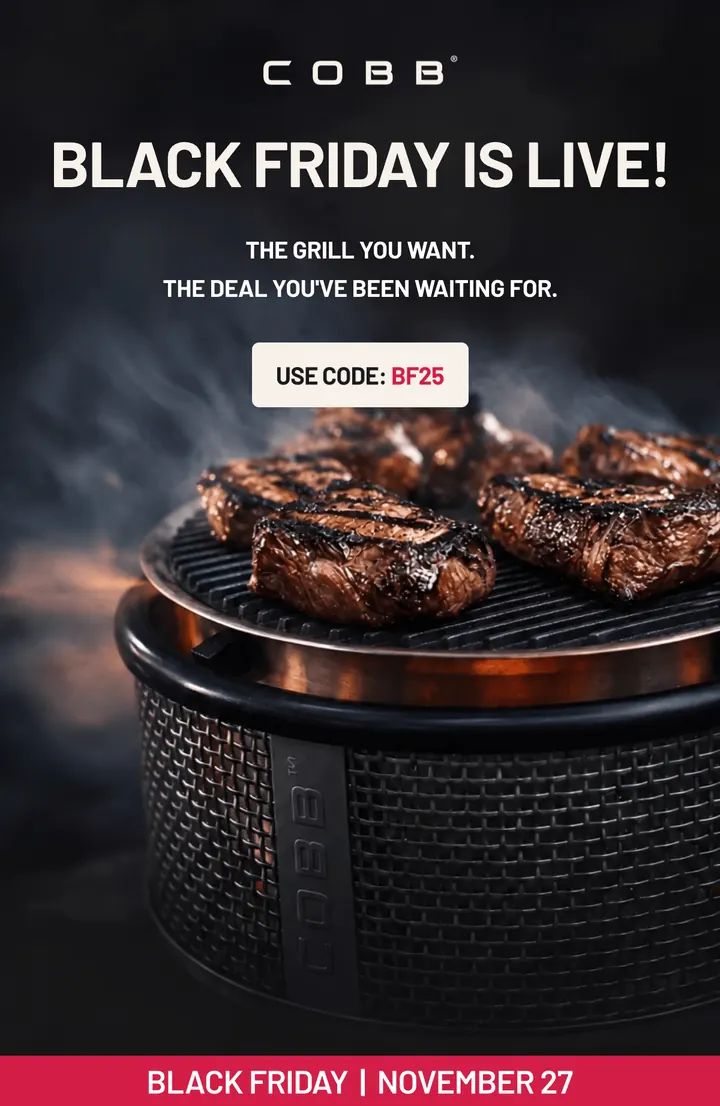 COBB®
BLACK FRIDAY IS LIVE!
THE GRILL YOU WANT.
THE DEAL YOU'VE BEEN WAITING FOR.
USE CODE: BF25
COBB™
BLACK FRIDAY | NOVEMBER 27